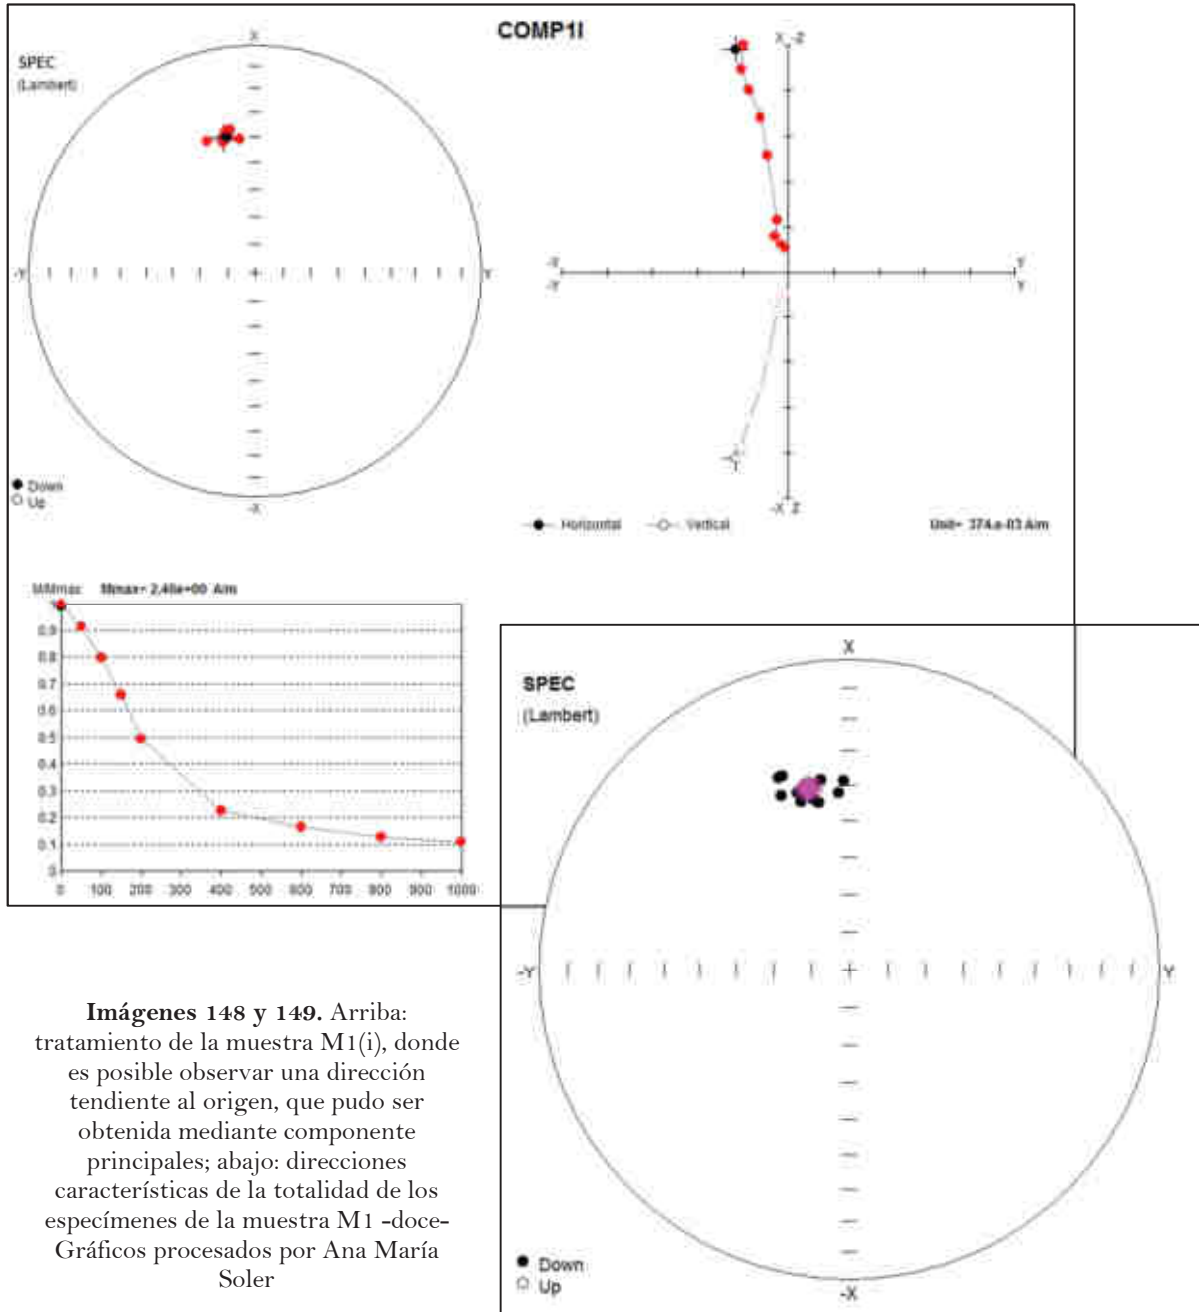 COMP1I
SPEC
(Lambert)
X
-Y
Y
-X
Down
Up
X -Z
-Y
-Y
Y
Y
-X Z
Horizontal
Vertical
Unit= 374.e-03 A/m
M/Mmax
Mmax= A/m
0.9
0.8
0.7
0.6
0.5
0.4
0.3
0.2
0.1
0
0 100 200 300 400 500 600 700 800 900 1000
SPEC
(Lambert)
X
-Y
Y
-X
Down
Up
Imágenes 148 y 149. Arriba:
tratamiento de la muestra M1(i), donde
es posible observar una dirección
tendiente al origen, que pudo ser
obtenida mediante componente
principales; abajo: direcciones
características de la totalidad de los
especímenes de la muestra M1 -doce-
Gráficos procesados por Ana María
Soler